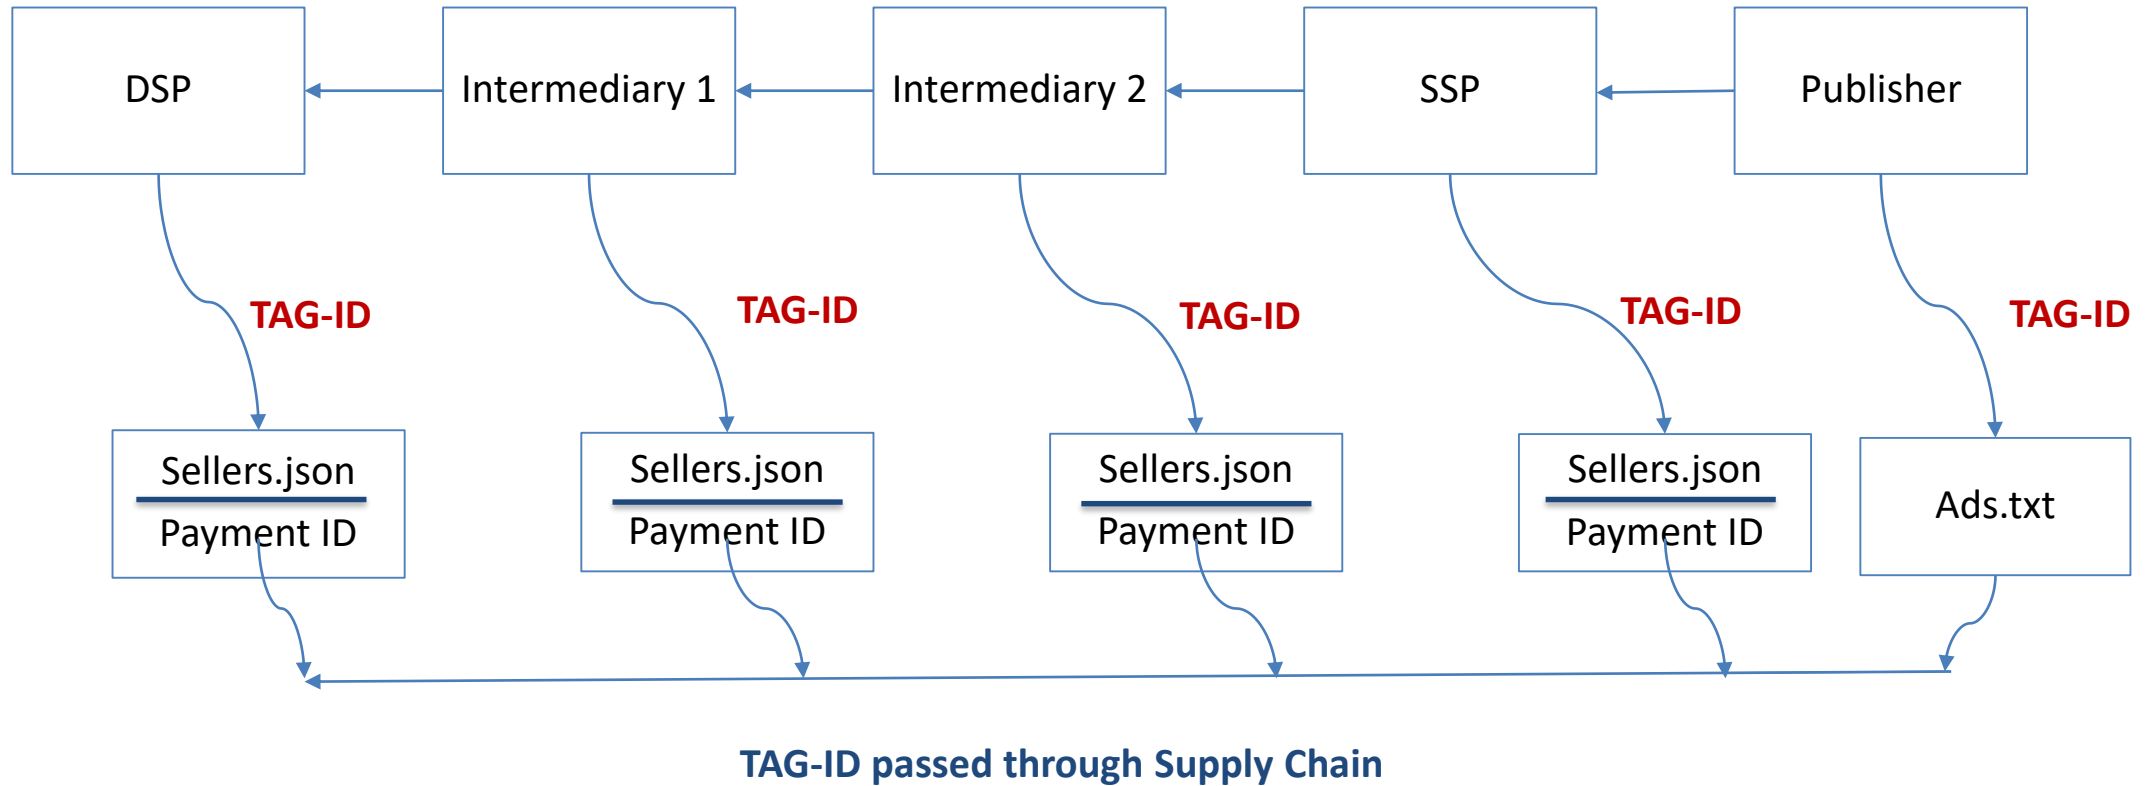 DSP
Intermediary 1
Intermediary 2
SSP
Publisher
TAG-ID
TAG-ID
TAG-ID
TAG-ID
TAG-ID
Sellers.json
Payment ID
Sellers.json
Payment ID
Sellers.json
Payment ID
Sellers.json
Payment ID
Ads.txt
TAG-ID passed through Supply Chain